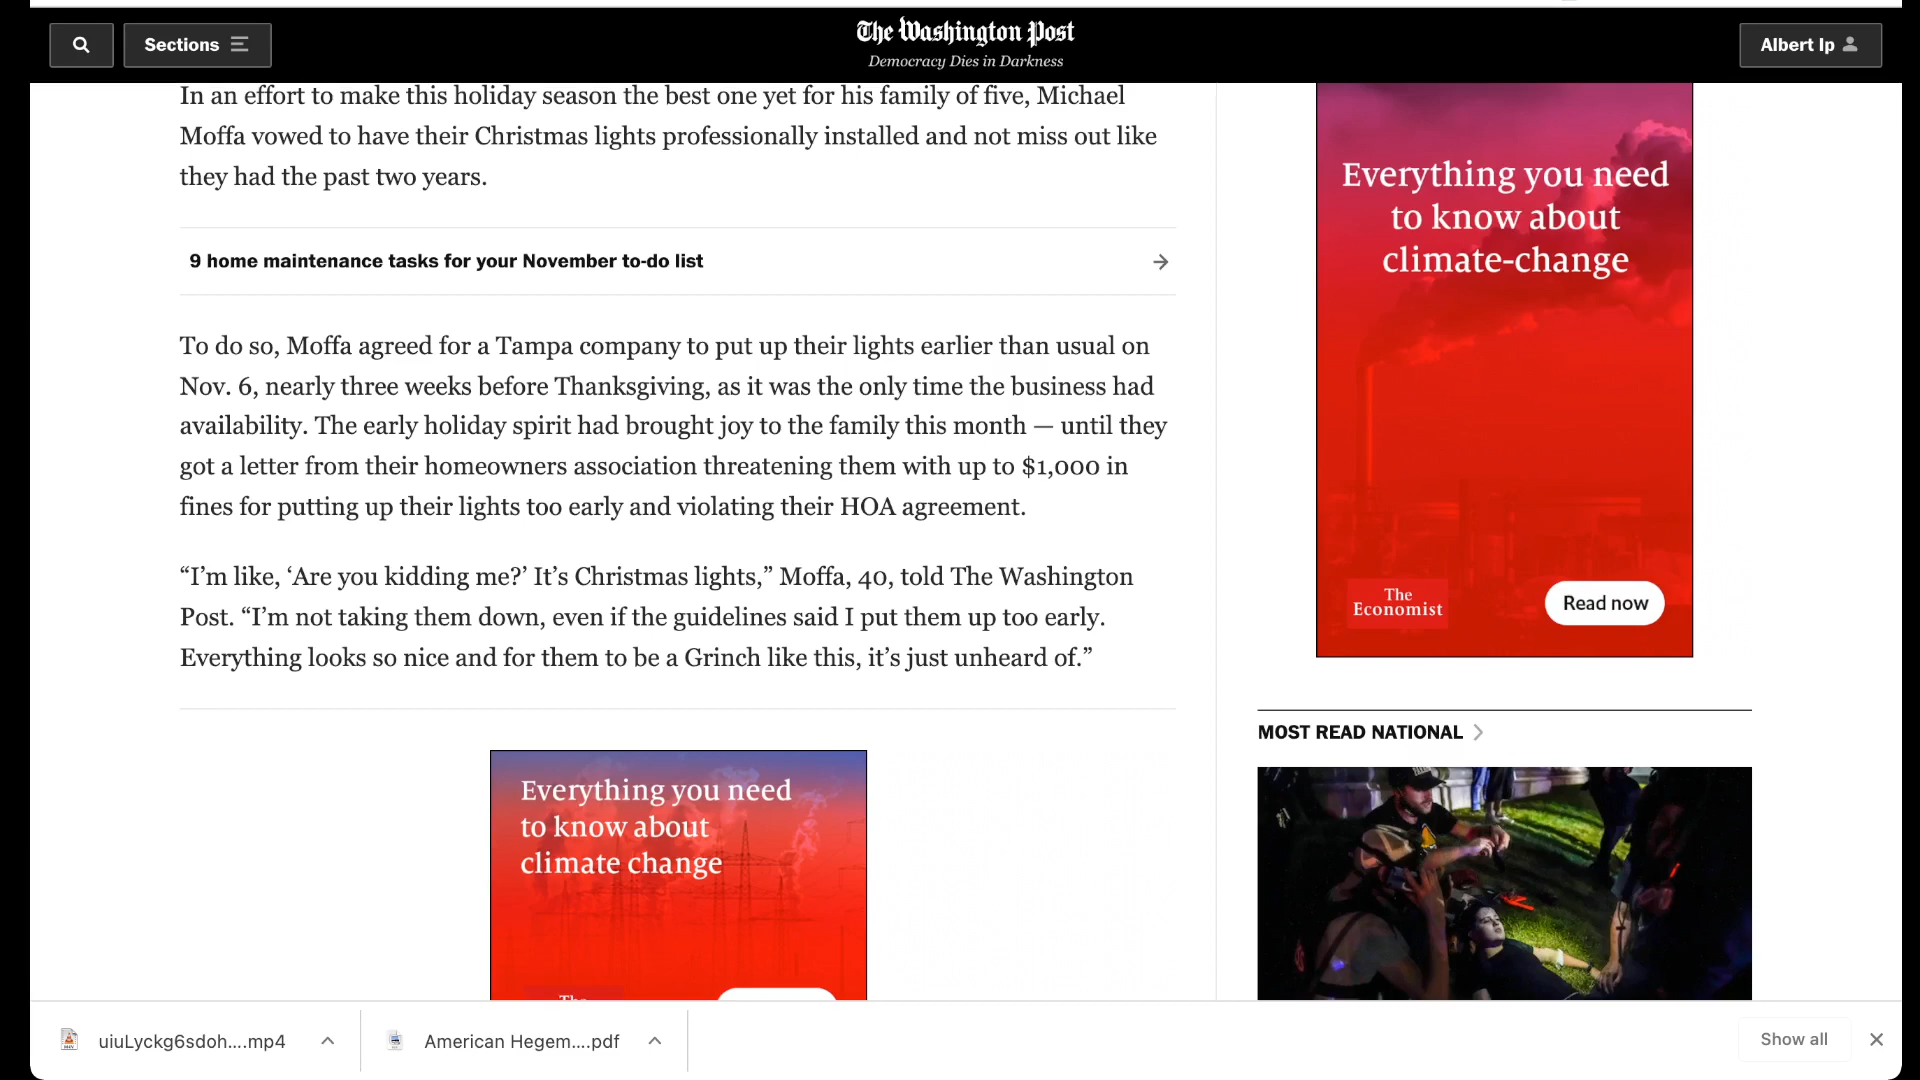 Sections
The Washington Post
Democracy Dies in Darkness
Albert Ip
In an effort to make this holiday season the best one yet for his family of five, Michael
Moffa vowed to have their Christmas lights professionally installed and not miss out like
they had the past two years.
9 home maintenance tasks for your November to-do list
To do so, Moffa agreed for a Tampa company to put up their lights earlier than usual on
Nov. 6, nearly three weeks before Thanksgiving, as it was the only time the business had
availability. The early holiday spirit had brought joy to the family this month — until they
got a letter from their homeowners association threatening them with up to $1,000 in
fines for putting up their lights too early and violating their HOA agreement.
“I’m like, ‘Are you kidding me?’ It’s Christmas lights,” Moffa, 40, told The Washington
Post. “I’m not taking them down, even if the guidelines said I put them up too early.
Everything looks so nice and for them to be a Grinch like this, it’s just unheard of.”
Everything you need
to know about
climate change
Everything you need
to know about
climate-change
The
Economist
Read now
MOST READ NATIONAL
uiuLyckg6sdoh....mp4
American Hegem....pdf
Show all